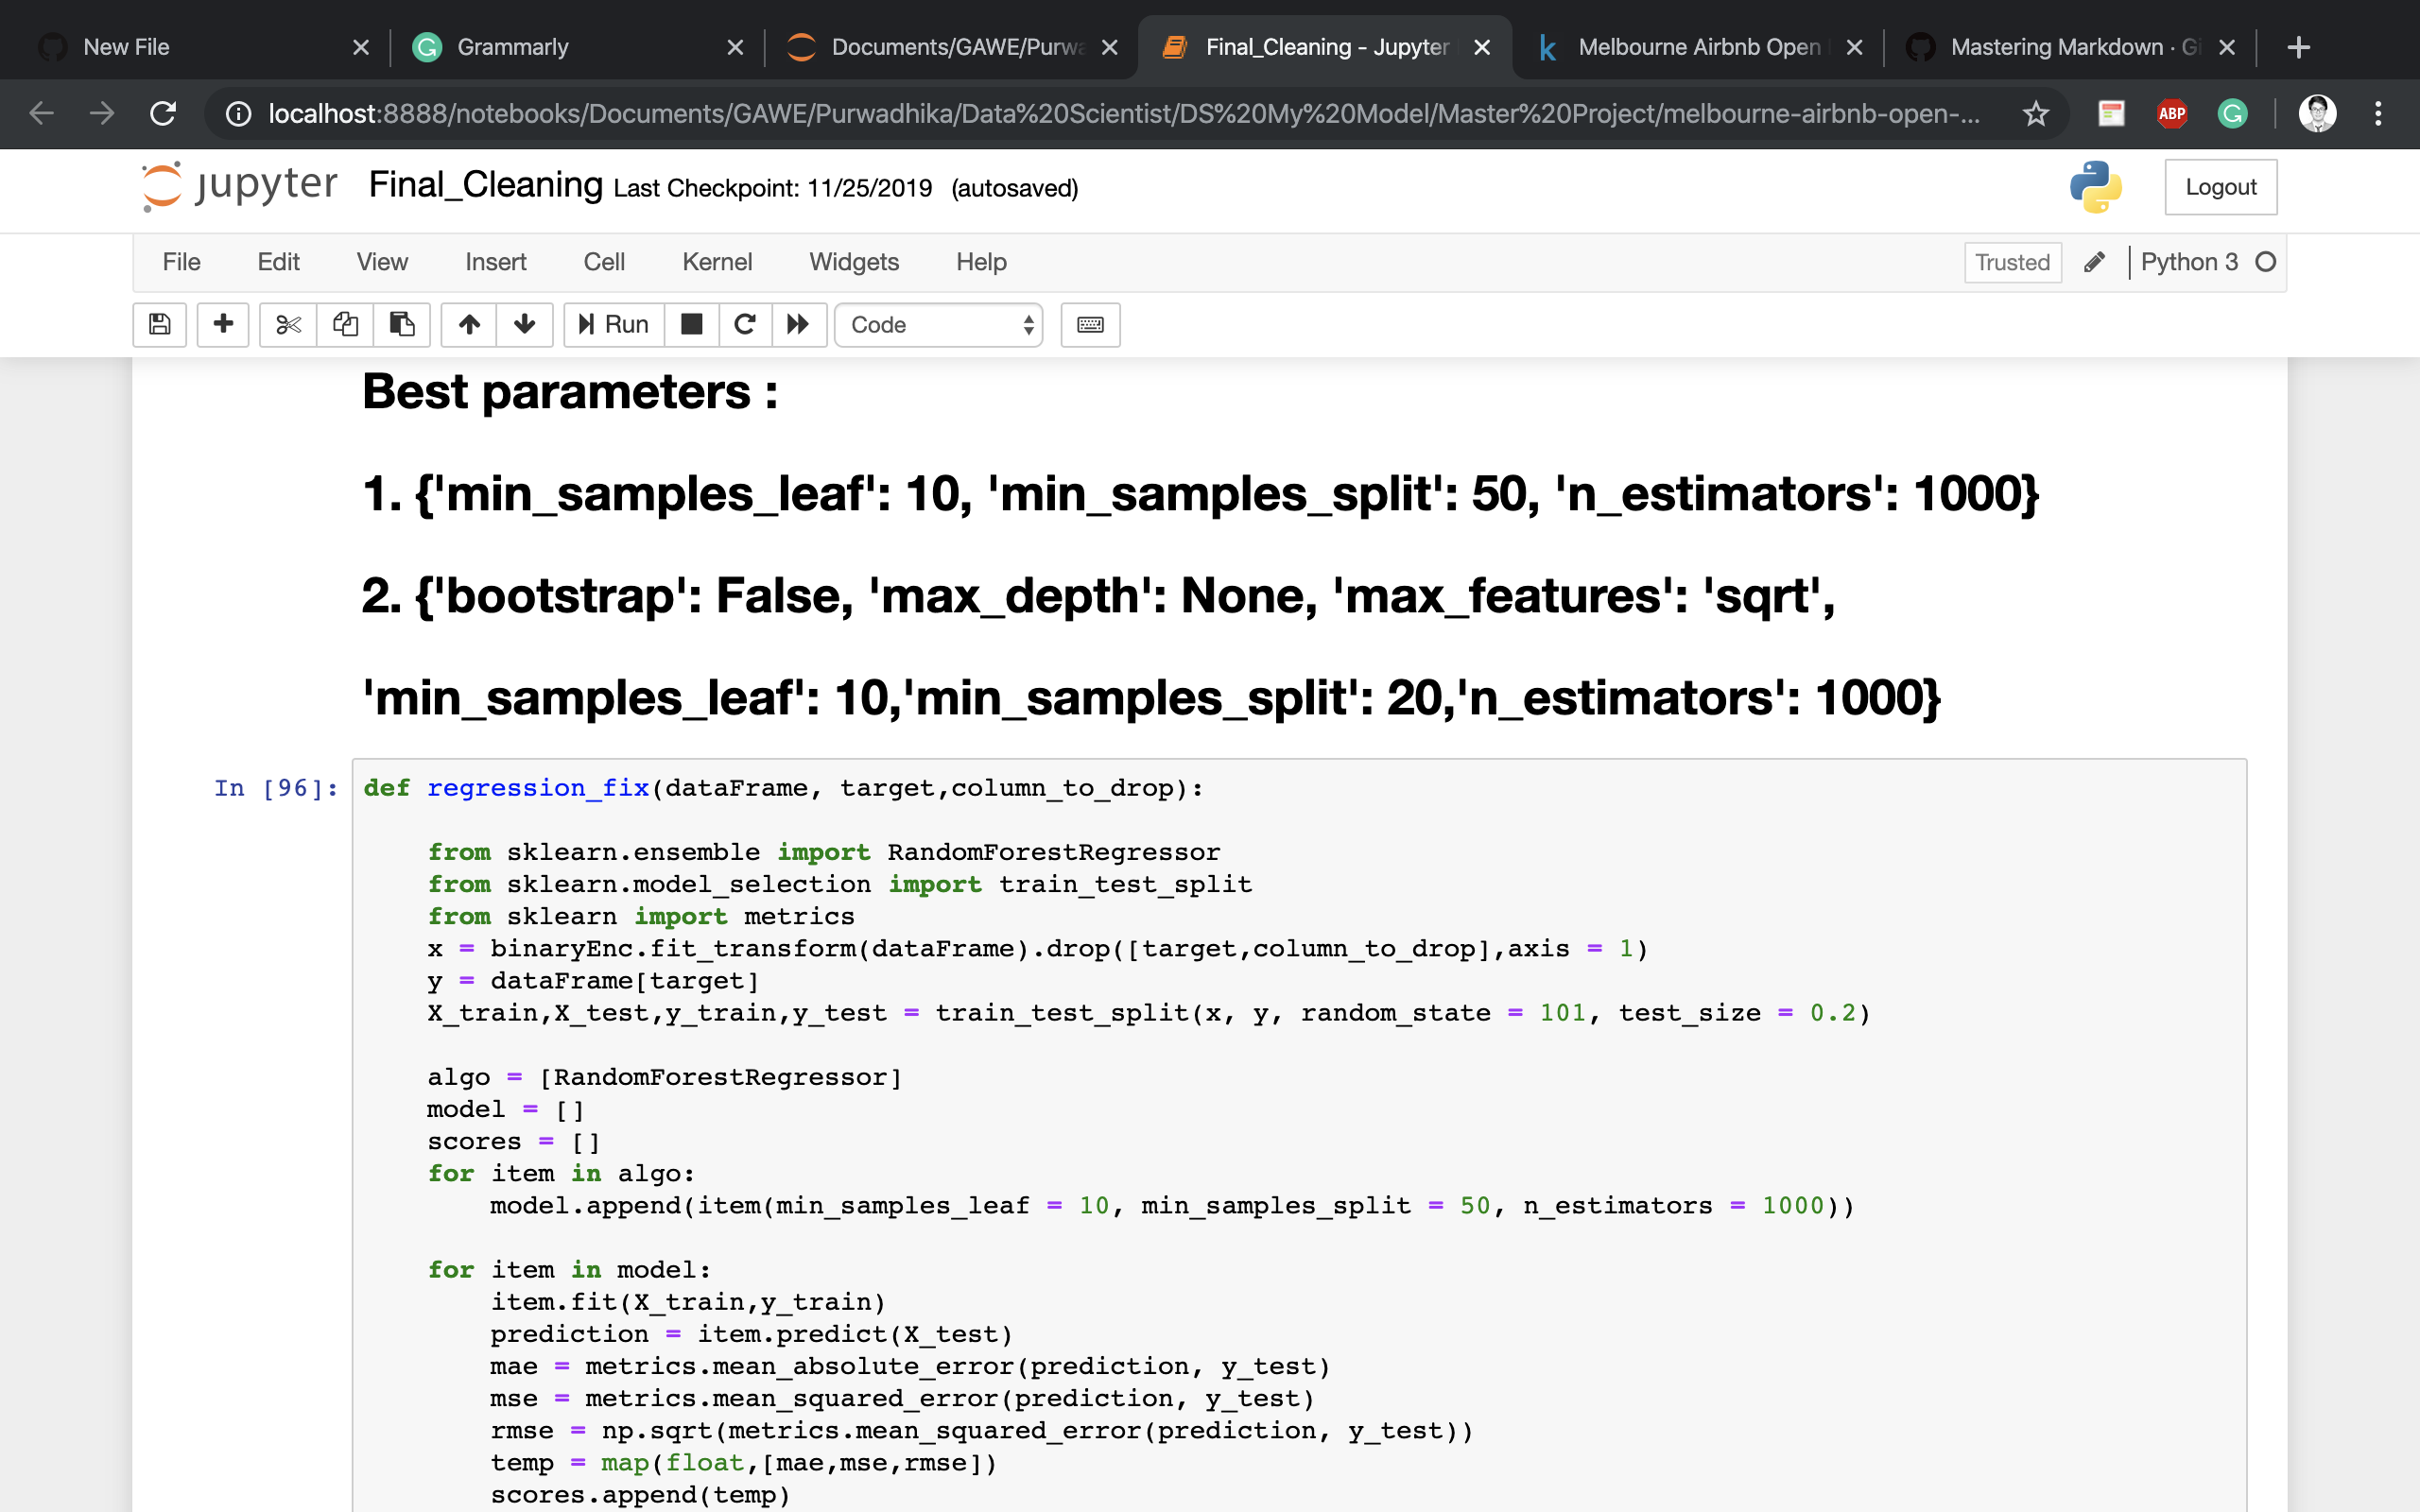 New File
Grammarly
Documents/GAWE/Purwa
Final_Cleaning - Jupyter
Melbourne Airbnb Open
Mastering Markdown · Gi
localhost:8888/notebooks/Documents/GAWE/Purwadhika/Data%20Scientist/DS%20My%20Model/Master%20Project/melbourne-airbnb-open-...
ABP
jupyter Final_Cleaning Last Checkpoint: 11/25/2019 (autosaved)
Logout
File Edit View Insert Cell Kernel Widgets Help
Trusted Python 3
Run Code
Best parameters :
1. {'min_samples_leaf': 10, 'min_samples_split': 50, 'n_estimators': 1000}
2. {'bootstrap': False, 'max_depth': None, 'max_features': 'sqrt',
'min_samples_leaf': 10,'min_samples_split': 20,'n_estimators': 1000}
In [96]: def regression_fix(dataFrame, target,column_to_drop):
from sklearn.ensemble import RandomForestRegressor
from sklearn.model_selection import train_test_split
from sklearn import metrics
x = binaryEnc.fit_transform(dataFrame).drop([target,column_to_drop],axis = 1)
y = dataFrame[target]
X_train,X_test,y_train,y_test = train_test_split(x, y, random_state = 101, test_size = 0.2)
algo = [RandomForestRegressor]
model = []
scores = []
for item in algo:
model.append(item(min_samples_leaf = 10, min_samples_split = 50, n_estimators = 1000))
for item in model:
item.fit(X_train,y_train)
prediction = item.predict(X_test)
mae = metrics.mean_absolute_error(prediction, y_test)
mse = metrics.mean_squared_error(prediction, y_test)
rmse = np.sqrt(metrics.mean_squared_error(prediction, y_test))
temp = map(float,[mae,mse,rmse])
scores.append(temp)